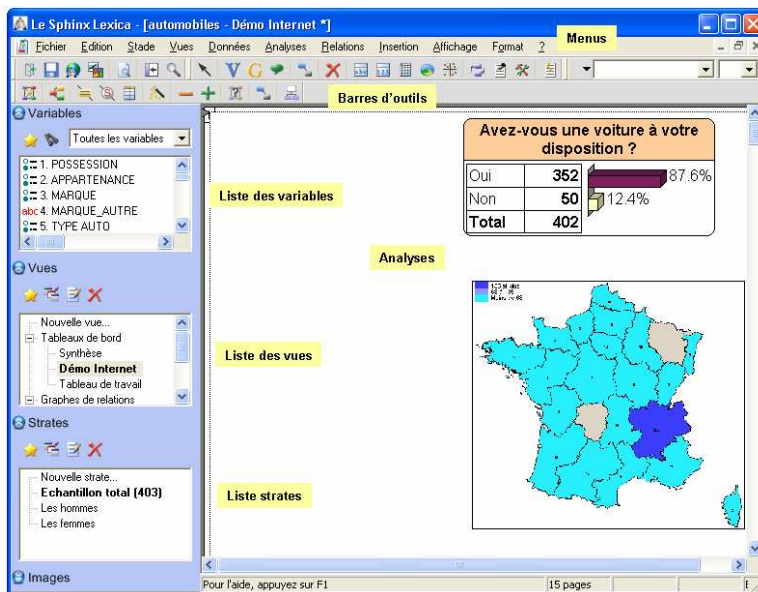 Le Sphinx Lexica - [automobiles - Démo Internet *]
Fichier Edition Stade Vues Données Analyses Relations Insertion Affichage Format ?
Menus
Barres d'outils
Variables
Toutes les variables
1. POSSESSION
2. APPARTENANCE
3. MARQUE
abc 4. MARQUE_AUTRE
5. TYPE AUTO
Liste des variables
Avez-vous une voiture à votre
disposition ?
Oui 352 87.6%
Non 50 12.4%
Total 402
Analyses
Vues
Nouvelle vue...
Tableaux de bord
Synthèse
Démo Internet
Tableau de travail
Graphes de relations
Liste des vues
Strates
Nouvelle strate...
Echantillon total (403)
Les hommes
Les femmes
Liste strates
Images
Pour l'aide, appuyez sur F1
15 pages